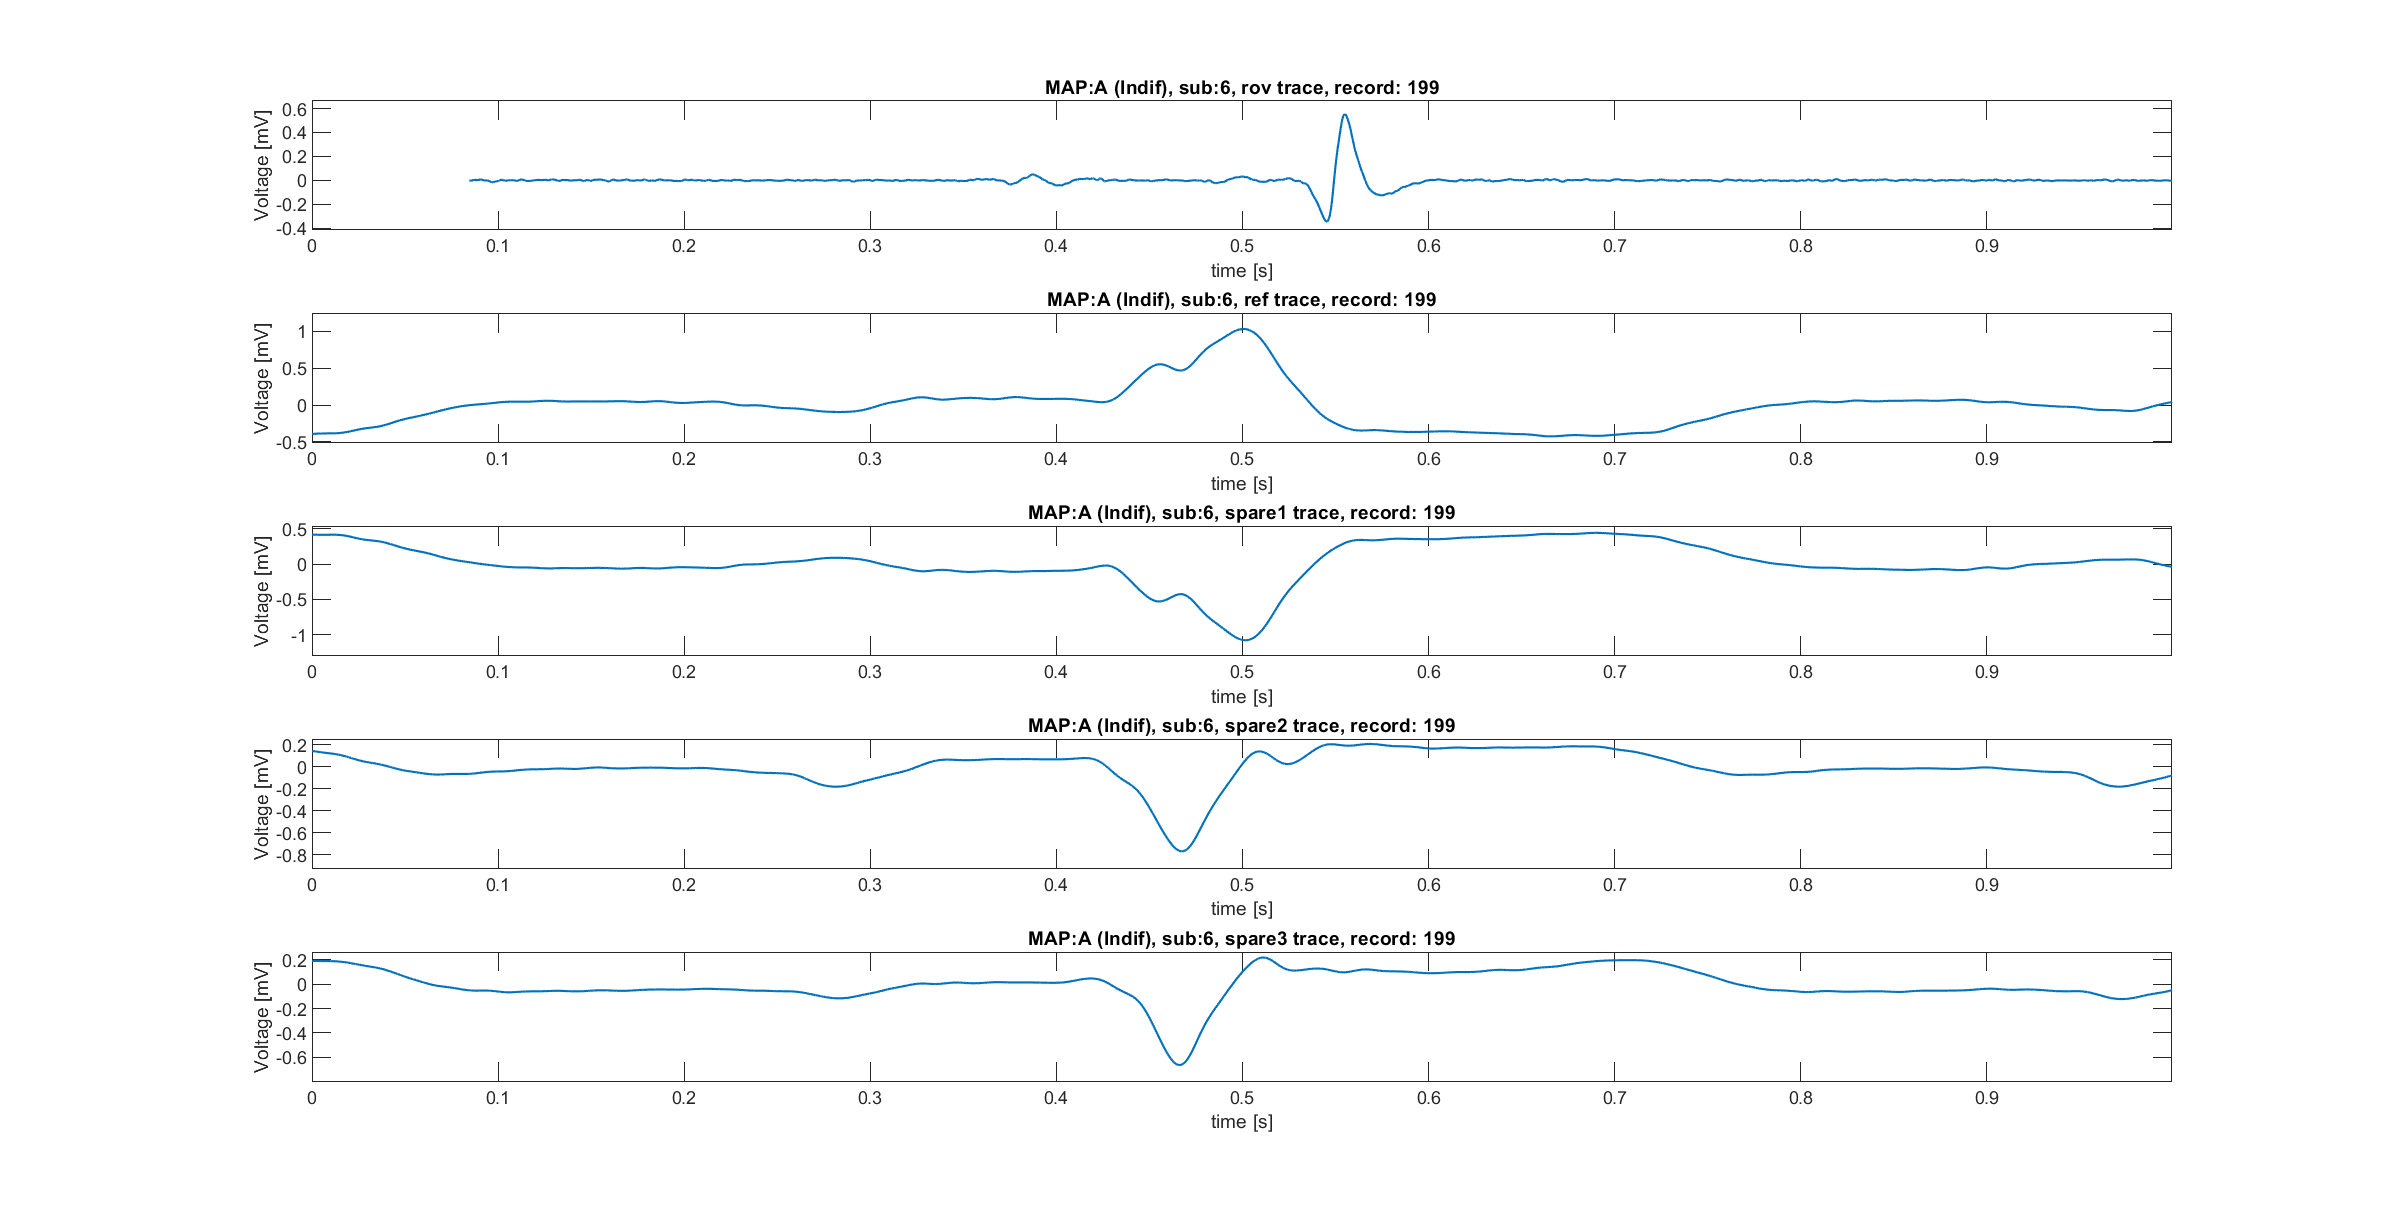 MAP:A (Indif), sub:6, rov trace, record: 199
Voltage [mV]
0.6
0.4
0.2
0
-0.2
-0.4
0 0.1 0.2 0.3 0.4 0.5 0.6 0.7 0.8 0.9
time [s]
MAP:A (Indif), sub:6, ref trace, record: 199
Voltage [mV]
1
0.5
0
-0.5
0 0.1 0.2 0.3 0.4 0.5 0.6 0.7 0.8 0.9
time [s]
MAP:A (Indif), sub:6, spare1 trace, record: 199
Voltage [mV]
0.5
0
-0.5
-1
0 0.1 0.2 0.3 0.4 0.5 0.6 0.7 0.8 0.9
time [s]
MAP:A (Indif), sub:6, spare2 trace, record: 199
Voltage [mV]
0.2
0
-0.2
-0.4
-0.6
-0.8
0 0.1 0.2 0.3 0.4 0.5 0.6 0.7 0.8 0.9
time [s]
MAP:A (Indif), sub:6, spare3 trace, record: 199
Voltage [mV]
0.2
0
-0.2
-0.4
-0.6
0 0.1 0.2 0.3 0.4 0.5 0.6 0.7 0.8 0.9
time [s]